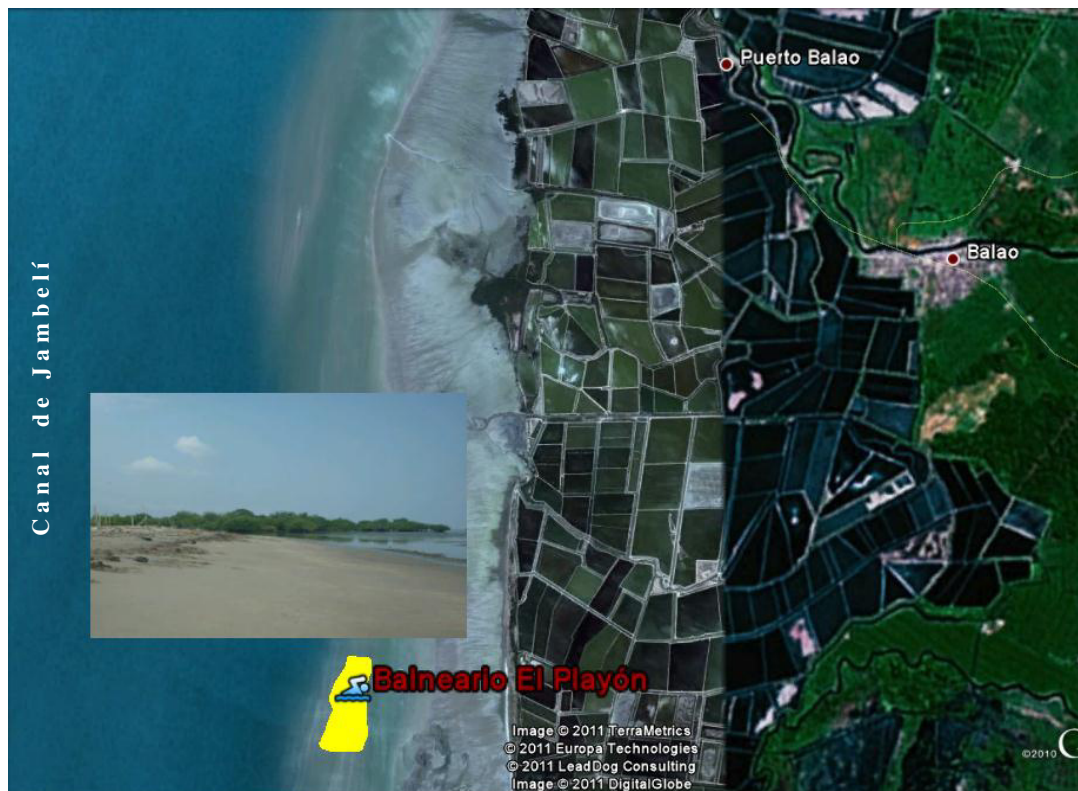 Puerto Balao
Balao
Canal de Jambelí
Balneario El Playón
Image © 2011 TerraMetrics
© 2011 Europa Technologies
© 2011 LeadDog Consulting
Image © 2011 DigitalGlobe
©2010